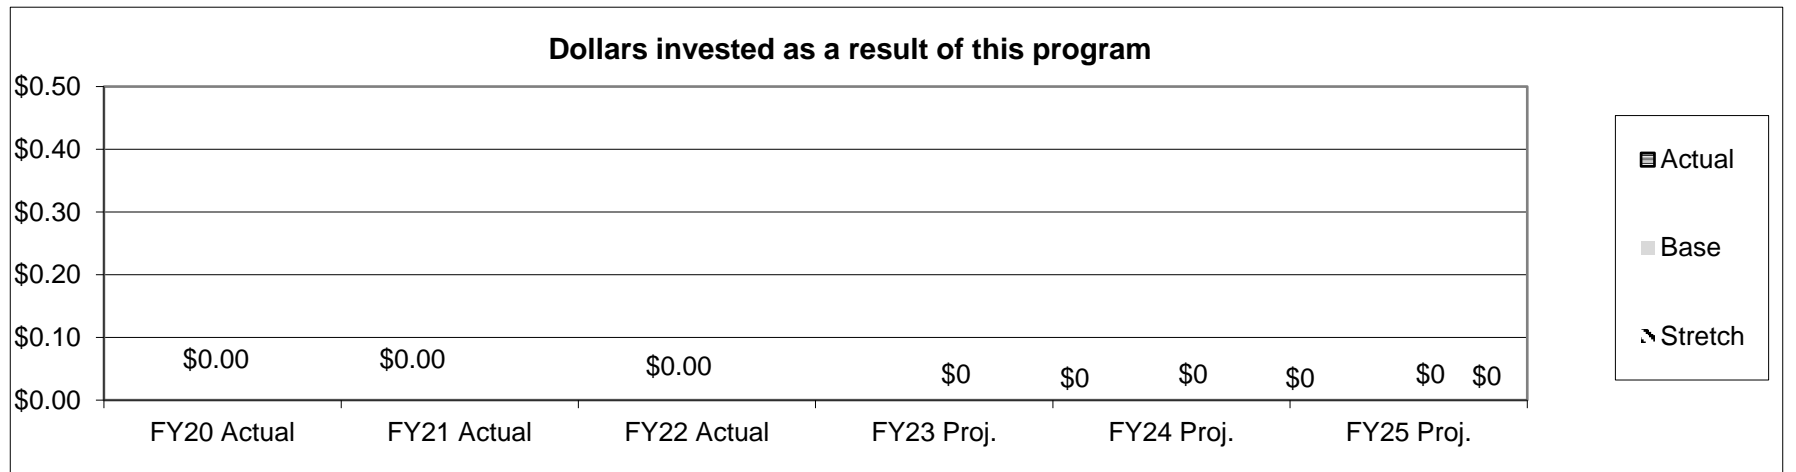 Dollars invested as a result of this program
$0.50
$0.40
$0.30
$0.20
$0.10
$0.00
$0.00
$0.00
$0.00
$0
$0
$0
$0
$0
$0
FY20 Actual
FY21 Actual
FY22 Actual
FY23 Proj.
FY24 Proj.
FY25 Proj.
Actual
Base
Stretch